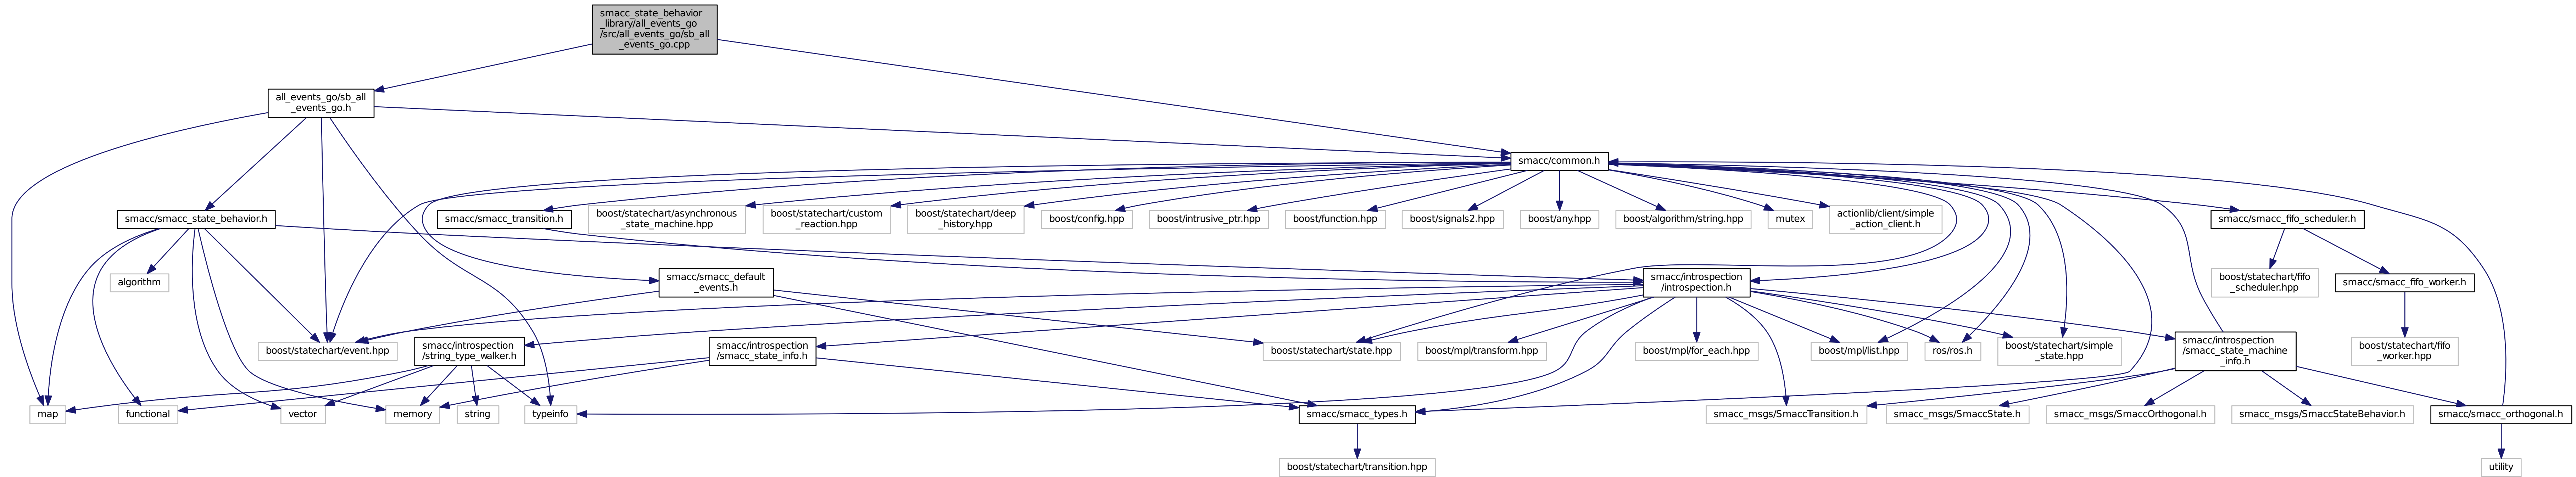 smacc_state_behavior
_library/all_events_go
/src/all_events_go/sb_all
_events_go.cpp
all_events_go/sb_all
_events_go.h
smacc/common.h
smacc/smacc_state_behavior.h
smacc/smacc_transition.h
boost/statechart/asynchronous
_state_machine.hpp
boost/statechart/custom
_reaction.hpp
boost/statechart/deep
_history.hpp
boost/config.hpp
boost/intrusive_ptr.hpp
boost/function.hpp
boost/signals2.hpp
boost/any.hpp
boost/algorithm/string.hpp
mutex
actionlib/client/simple
_action_client.h
smacc/smacc_fifo_scheduler.h
algorithm
smacc/smacc_default
_events.h
smacc/introspection
/introspection.h
boost/statechart/fifo
_scheduler.hpp
smacc/smacc_fifo_worker.h
boost/statechart/event.hpp
smacc/introspection
/string_type_walker.h
smacc/introspection
/smacc_state_info.h
boost/statechart/state.hpp
boost/mpl/transform.hpp
boost/mpl/for_each.hpp
boost/mpl/list.hpp
ros/ros.h
boost/statechart/simple
_state.hpp
smacc/introspection
/smacc_state_machine
_info.h
boost/statechart/fifo
_worker.hpp
map
functional
vector
memory
string
typeinfo
smacc/smacc_types.h
smacc_msgs/SmaccTransition.h
smacc_msgs/SmaccState.h
smacc_msgs/SmaccOrthogonal.h
smacc_msgs/SmaccStateBehavior.h
smacc/smacc_orthogonal.h
boost/statechart/transition.hpp
utility